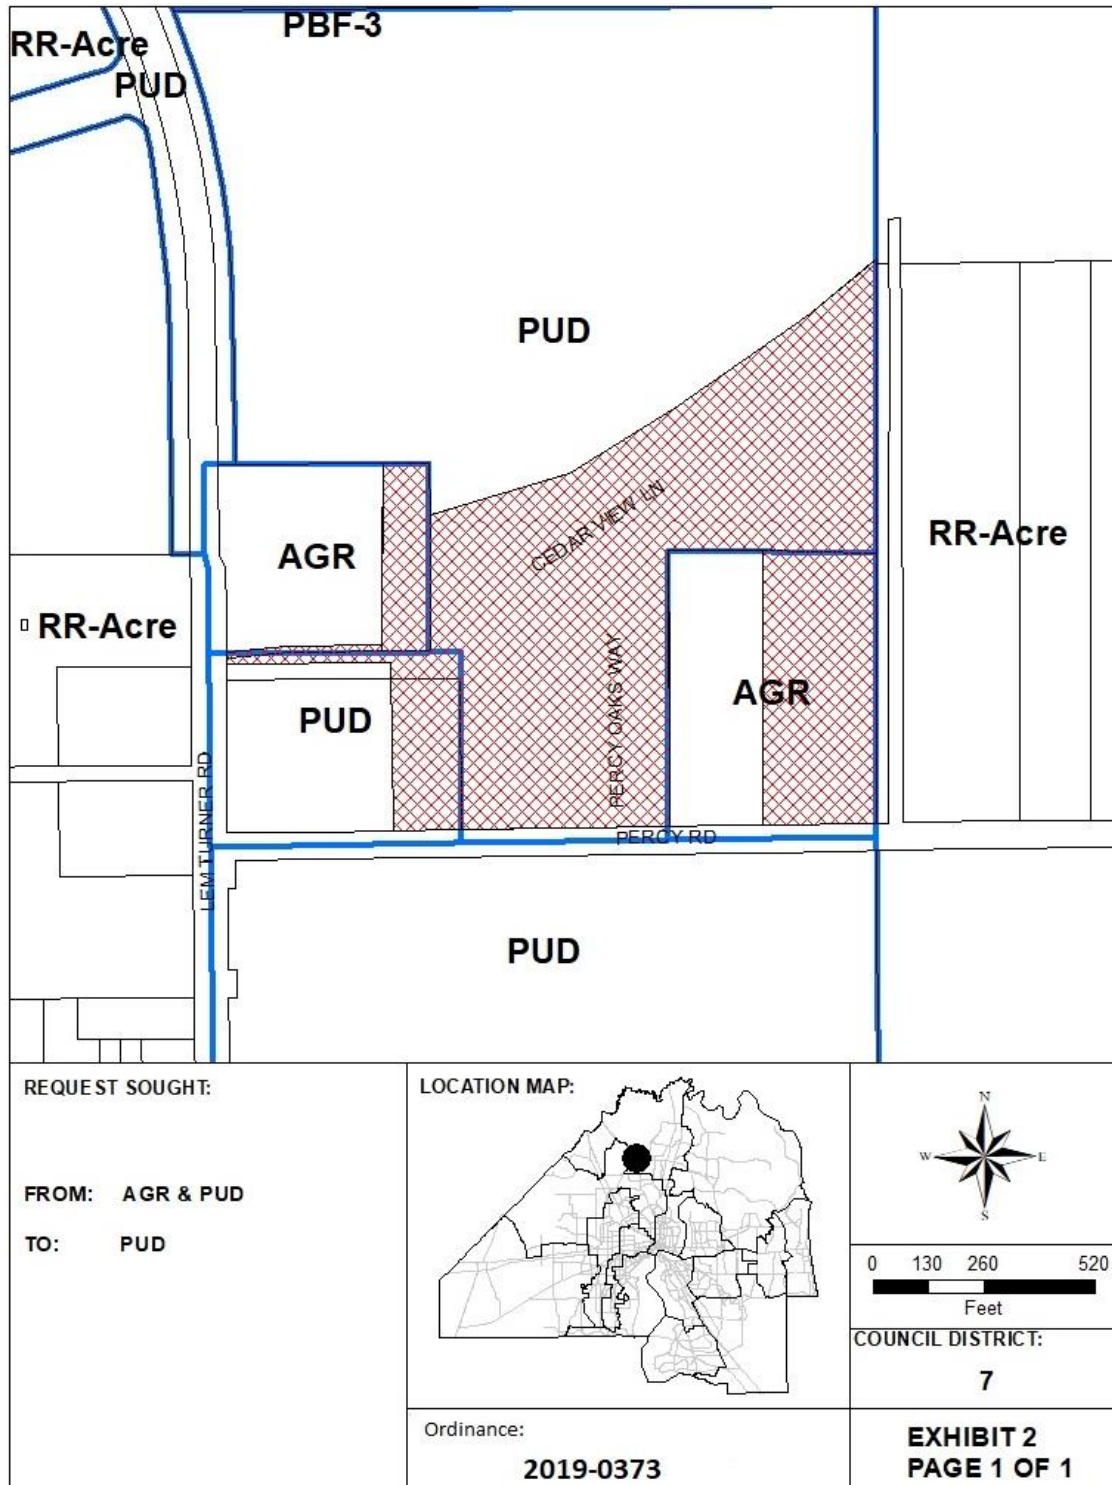 PBF-3
RR-Acre
PUD
PUD
CEDAR VIEW LN
RR-Acre
AGR
RR-Acre
PERCY OAKS WAY
AGR
PUD
LEM TURNER RD
PERCY RD
PUD
REQUEST SOUGHT:
FROM: AGR & PUD
TO: PUD
LOCATION MAP:
N
W E
S
0 130 260 520
Feet
COUNCIL DISTRICT:
7
Ordinance:
2019-0373
EXHIBIT 2
PAGE 1 OF 1